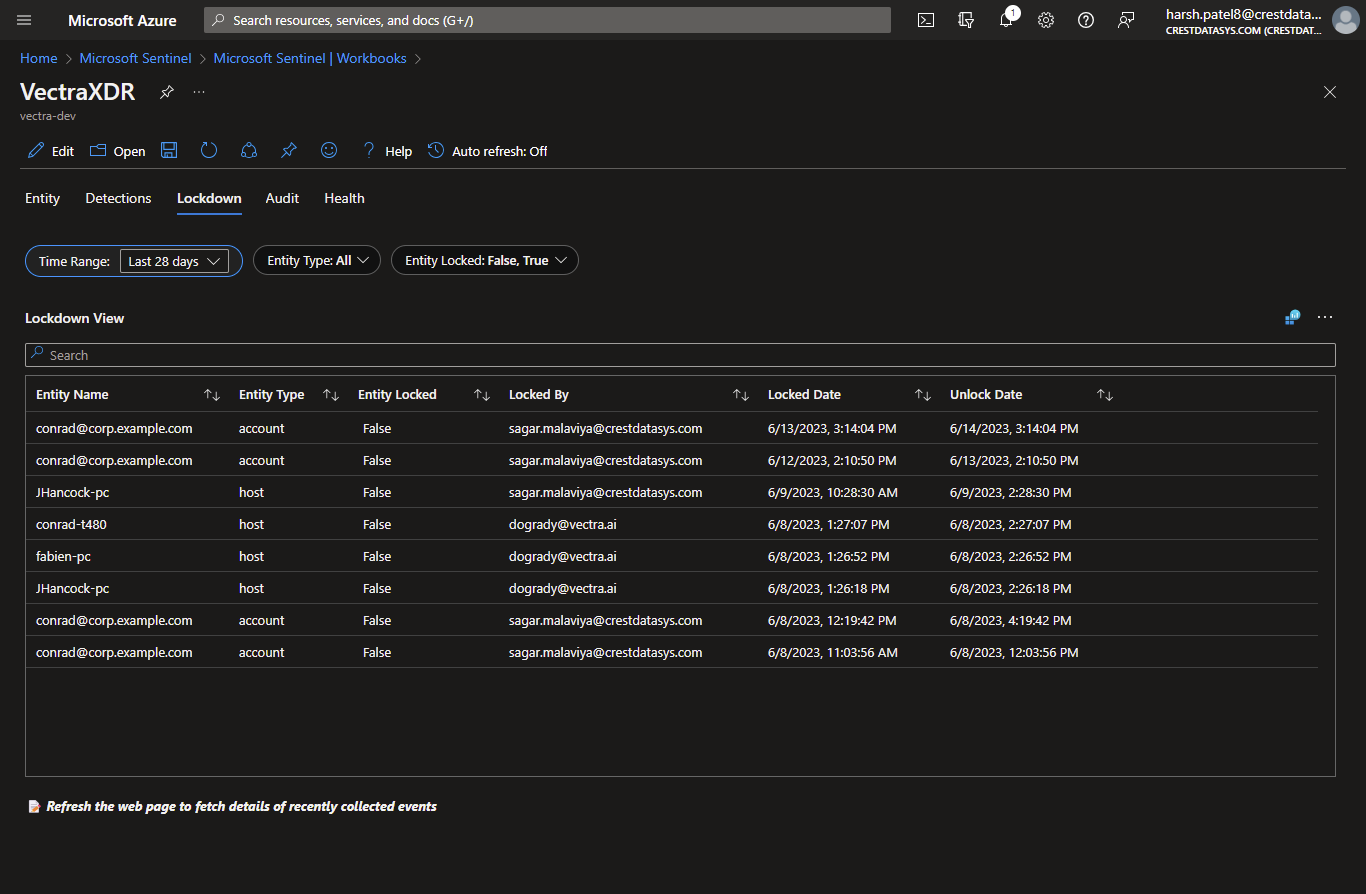 Microsoft Azure Search resources, services, and docs (G+/) 1 harsh.patel8@crestdata...
CRESTDATASYS.COM (CRESTDAT...
Home > Microsoft Sentinel > Microsoft Sentinel | Workbooks >
VectraXDR ...
vectra-dev
Edit Open Help Auto refresh: Off
Entity Detections Lockdown Audit Health
Time Range: Last 28 days Entity Type: All Entity Locked: False, True
Lockdown View
Search
Entity Name Entity Type Entity Locked Locked By Locked Date Unlock Date
conrad@corp.example.com account False sagar.malaviya@crestdatasys.com 6/13/2023, 3:14:04 PM 6/14/2023, 3:14:04 PM
conrad@corp.example.com account False sagar.malaviya@crestdatasys.com 6/12/2023, 2:10:50 PM 6/13/2023, 2:10:50 PM
JHancock-pc host False sagar.malaviya@crestdatasys.com 6/9/2023, 10:28:30 AM 6/9/2023, 2:28:30 PM
conrad-t480 host False dogrady@vectra.ai 6/8/2023, 1:27:07 PM 6/8/2023, 2:27:07 PM
fabien-pc host False dogrady@vectra.ai 6/8/2023, 1:26:52 PM 6/8/2023, 2:26:52 PM
JHancock-pc host False dogrady@vectra.ai 6/8/2023, 1:26:18 PM 6/8/2023, 2:26:18 PM
conrad@corp.example.com account False sagar.malaviya@crestdatasys.com 6/8/2023, 12:19:42 PM 6/8/2023, 4:19:42 PM
conrad@corp.example.com account False sagar.malaviya@crestdatasys.com 6/8/2023, 11:03:56 AM 6/8/2023, 12:03:56 PM
Refresh the web page to fetch details of recently collected events